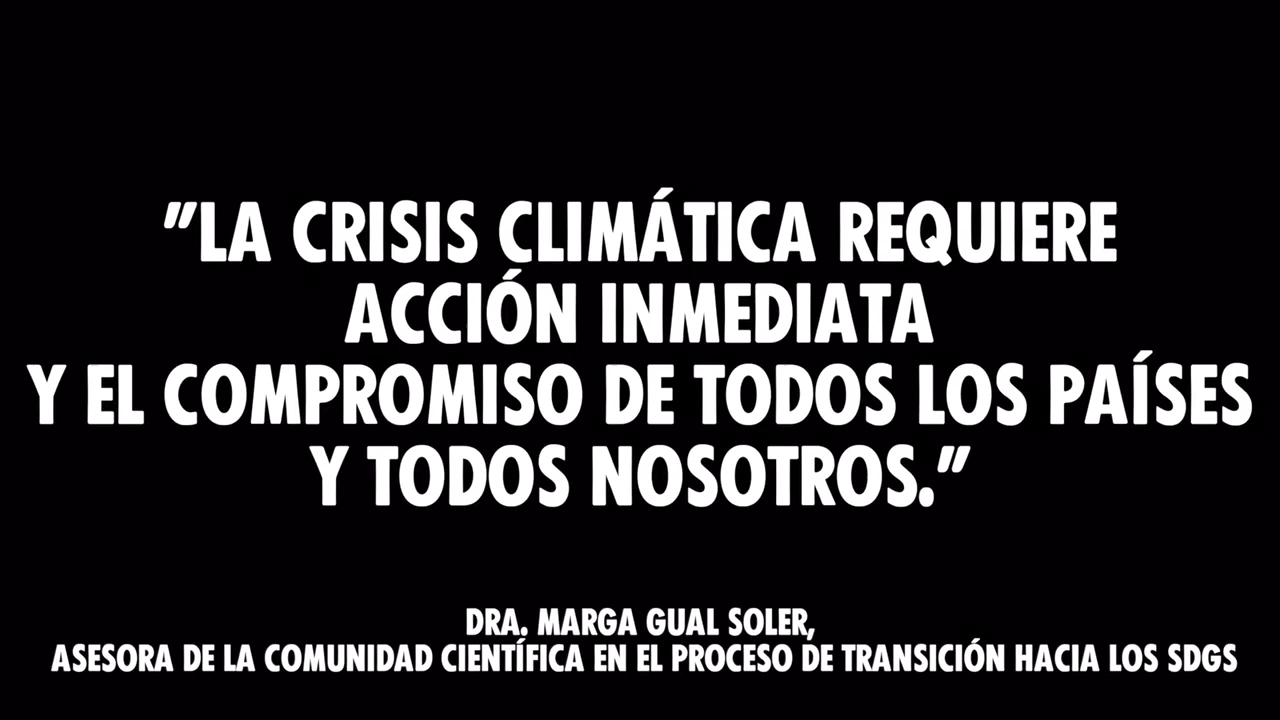 "LA CRISIS CLIMÁTICA REQUIERE
ACCIÓN INMEDIATA
Y EL COMPROMISO DE TODOS LOS PAÍSES
Y TODOS NOSOTROS."
DRA. MARGA GUAL SOLER,
ASESORA DE LA COMUNIDAD CIENTÍFICA EN EL PROCESO DE TRANSICIÓN HACIA LOS SDGS